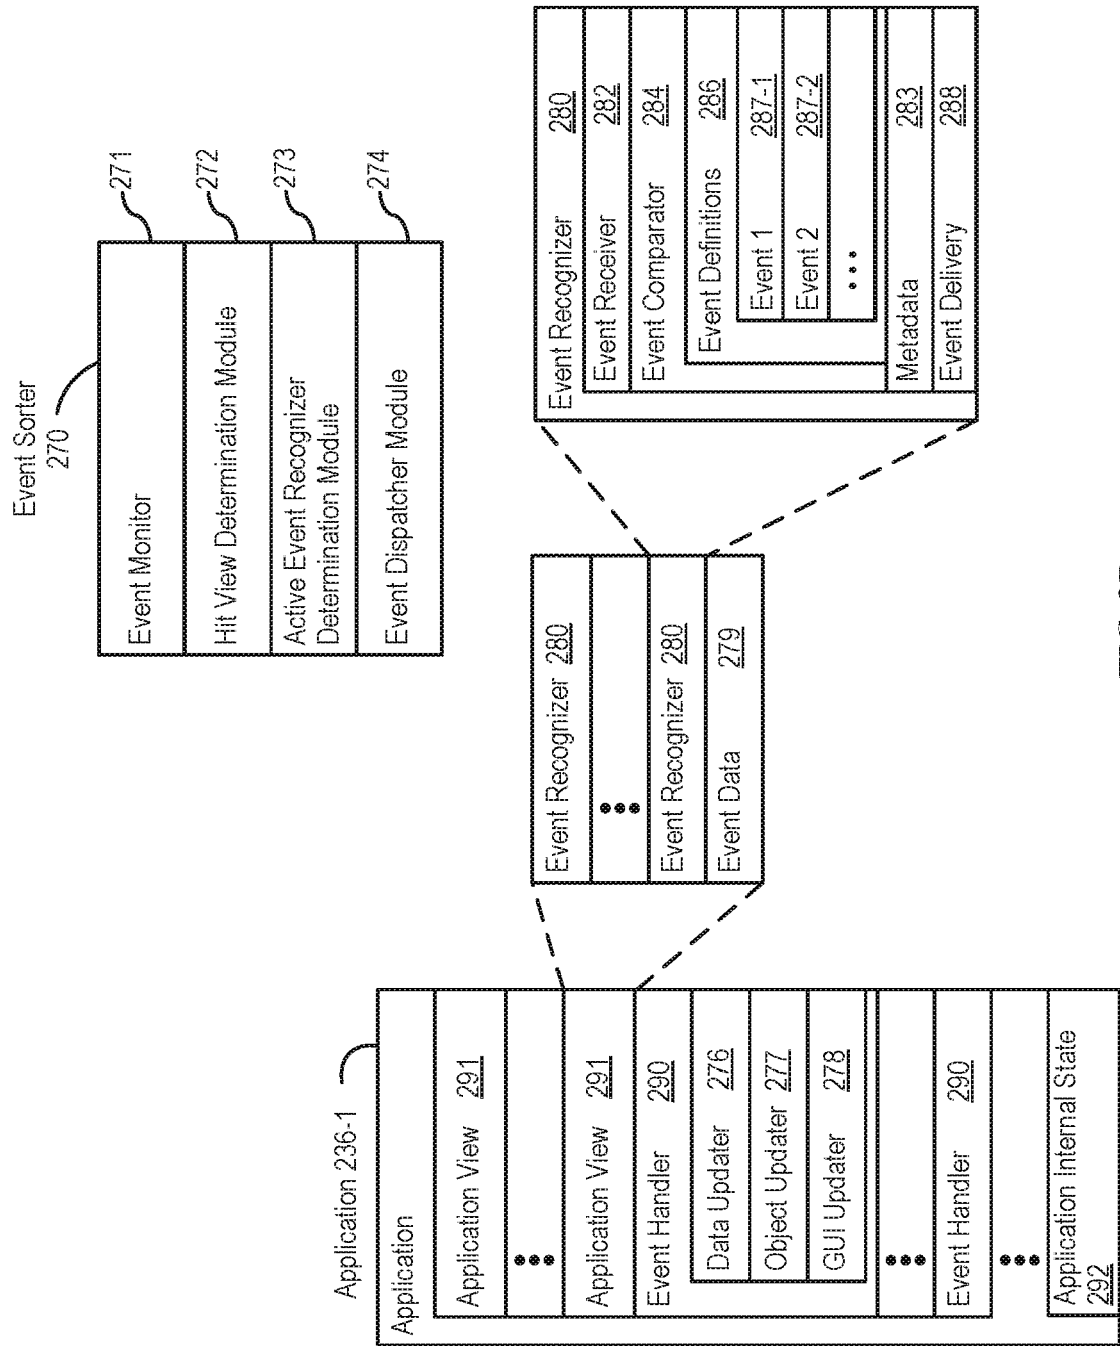 Event Sorter
270
Event Monitor
271
Hit View Determination Module
272
Active Event Recognizer
Determination Module
273
Event Dispatcher Module
274
Application 236-1
Application
Application View 291
•••
Application View 291
Event Handler 290
Data Updater 276
Object Updater 277
GUI Updater 278
•••
Event Handler 290
•••
Application Internal State
292
Event Recognizer 280
•••
Event Recognizer 280
Event Data 279
Event Recognizer 280
Event Receiver 282
Event Comparator 284
Event Definitions 286
Event 1 287-1
Event 2 287-2
•••
Metadata 283
Event Delivery 288